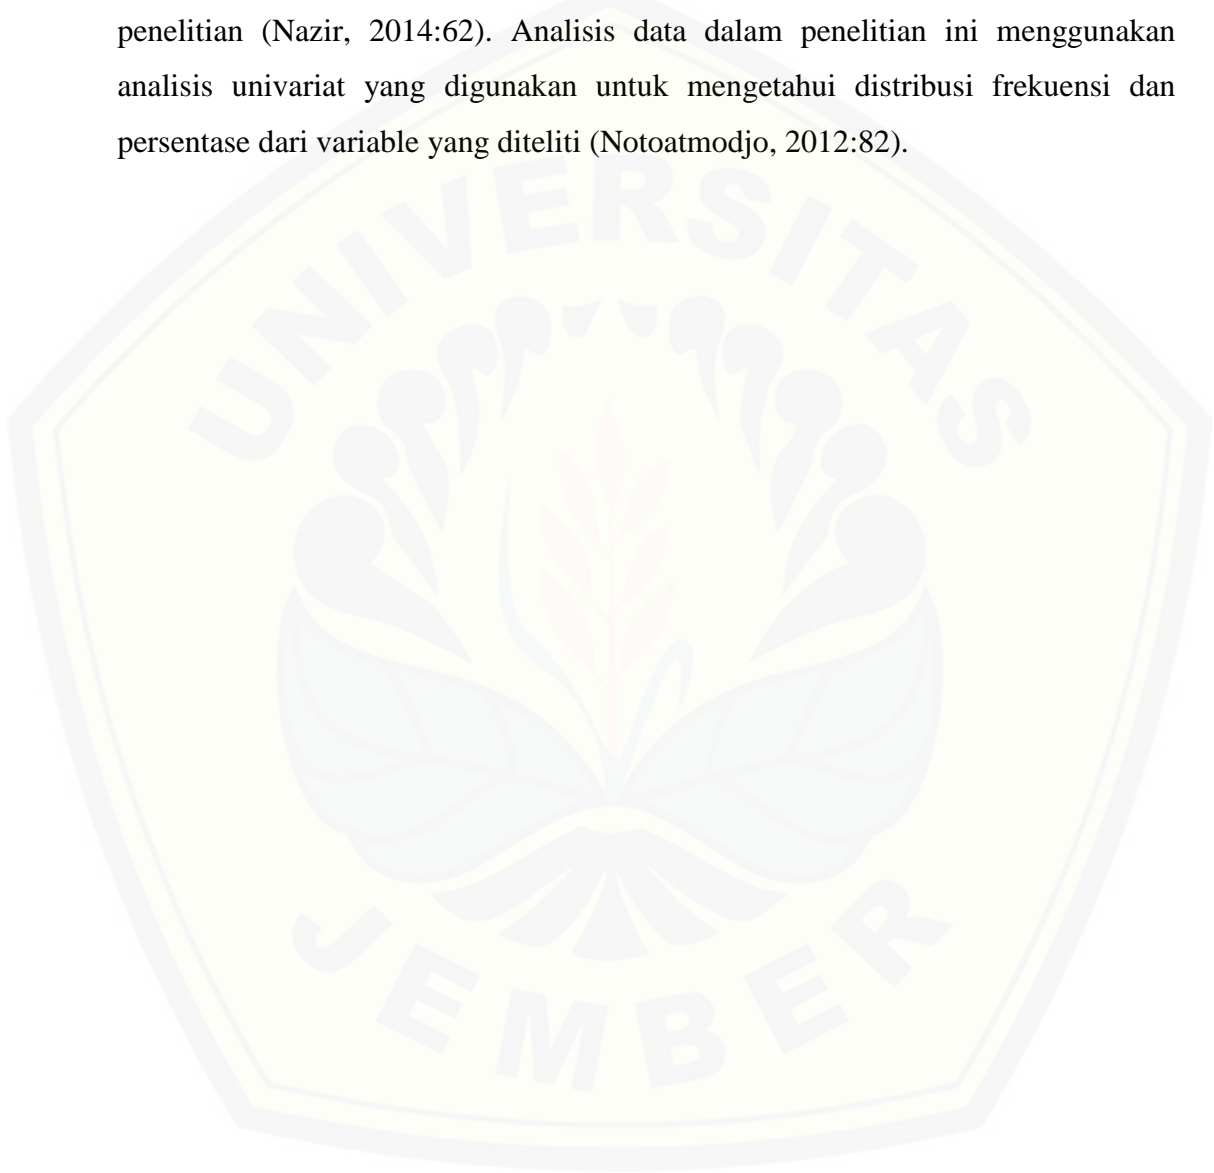 penelitian (Nazir, 2014:62). Analisis data dalam penelitian ini menggunakan
analisis univariat yang digunakan untuk mengetahui distribusi frekuensi dan
persentase dari variable yang diteliti (Notoatmodjo, 2012:82).
UNIVERSITAS
JEMBER